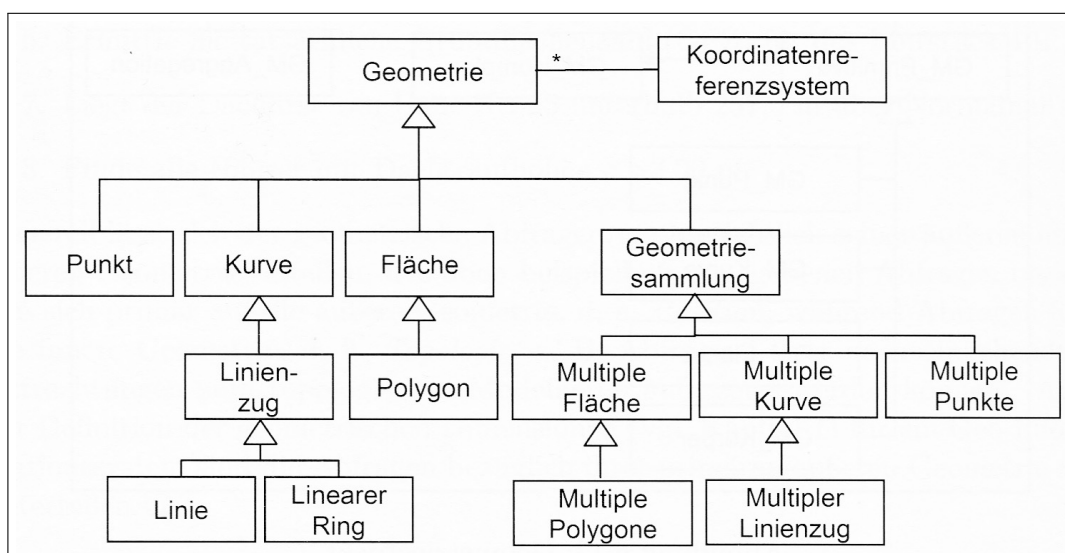 Geometrie
*
Koordinatenre-
ferenzsystem
Punkt
Kurve
Fläche
Geometrie-
sammlung
Linien-
zug
Polygon
Multiple
Fläche
Multiple
Kurve
Multiple
Punkte
Linie
Linearer
Ring
Multiple
Polygone
Multipler
Linienzug